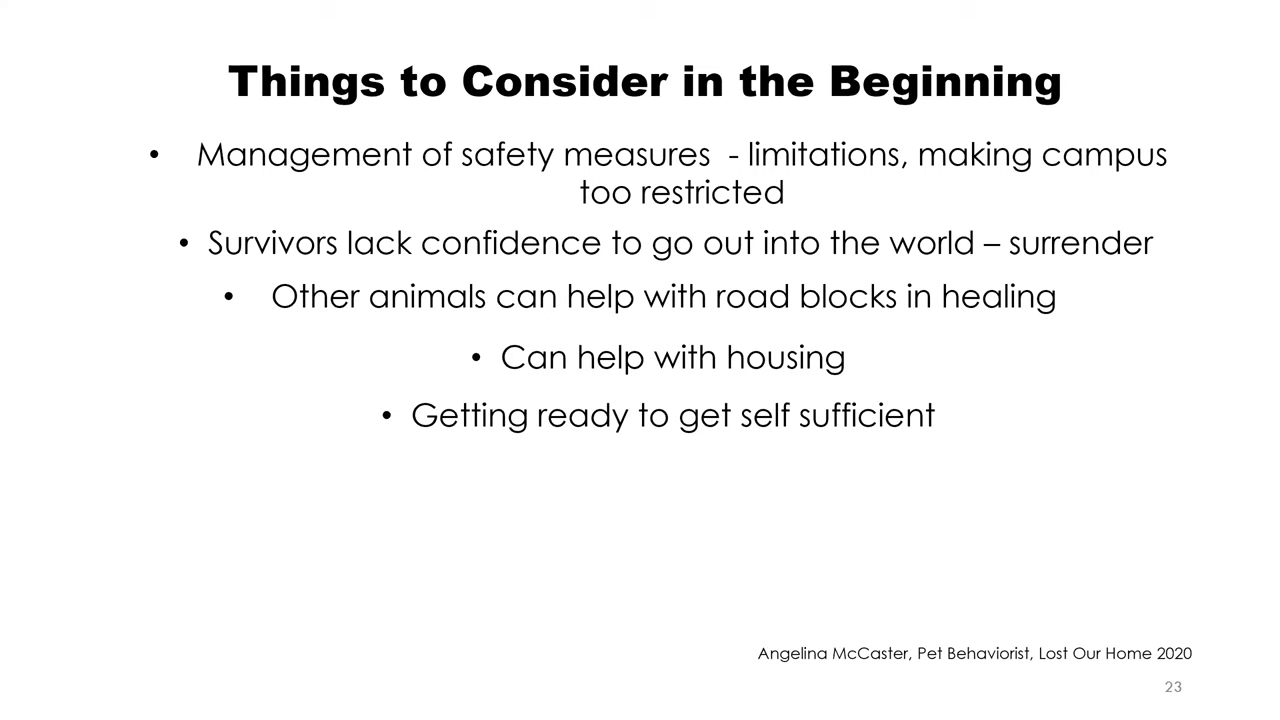 Things to Consider in the Beginning
• Management of safety measures - limitations, making campus
too restricted
• Survivors lack confidence to go out into the world – surrender
• Other animals can help with road blocks in healing
• Can help with housing
• Getting ready to get self sufficient
Angelina McCaster, Pet Behaviorist, Lost Our Home 2020
23